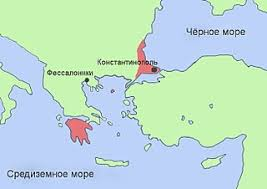 Чёрное море
Константинополь
Фессалоники
Средиземное море